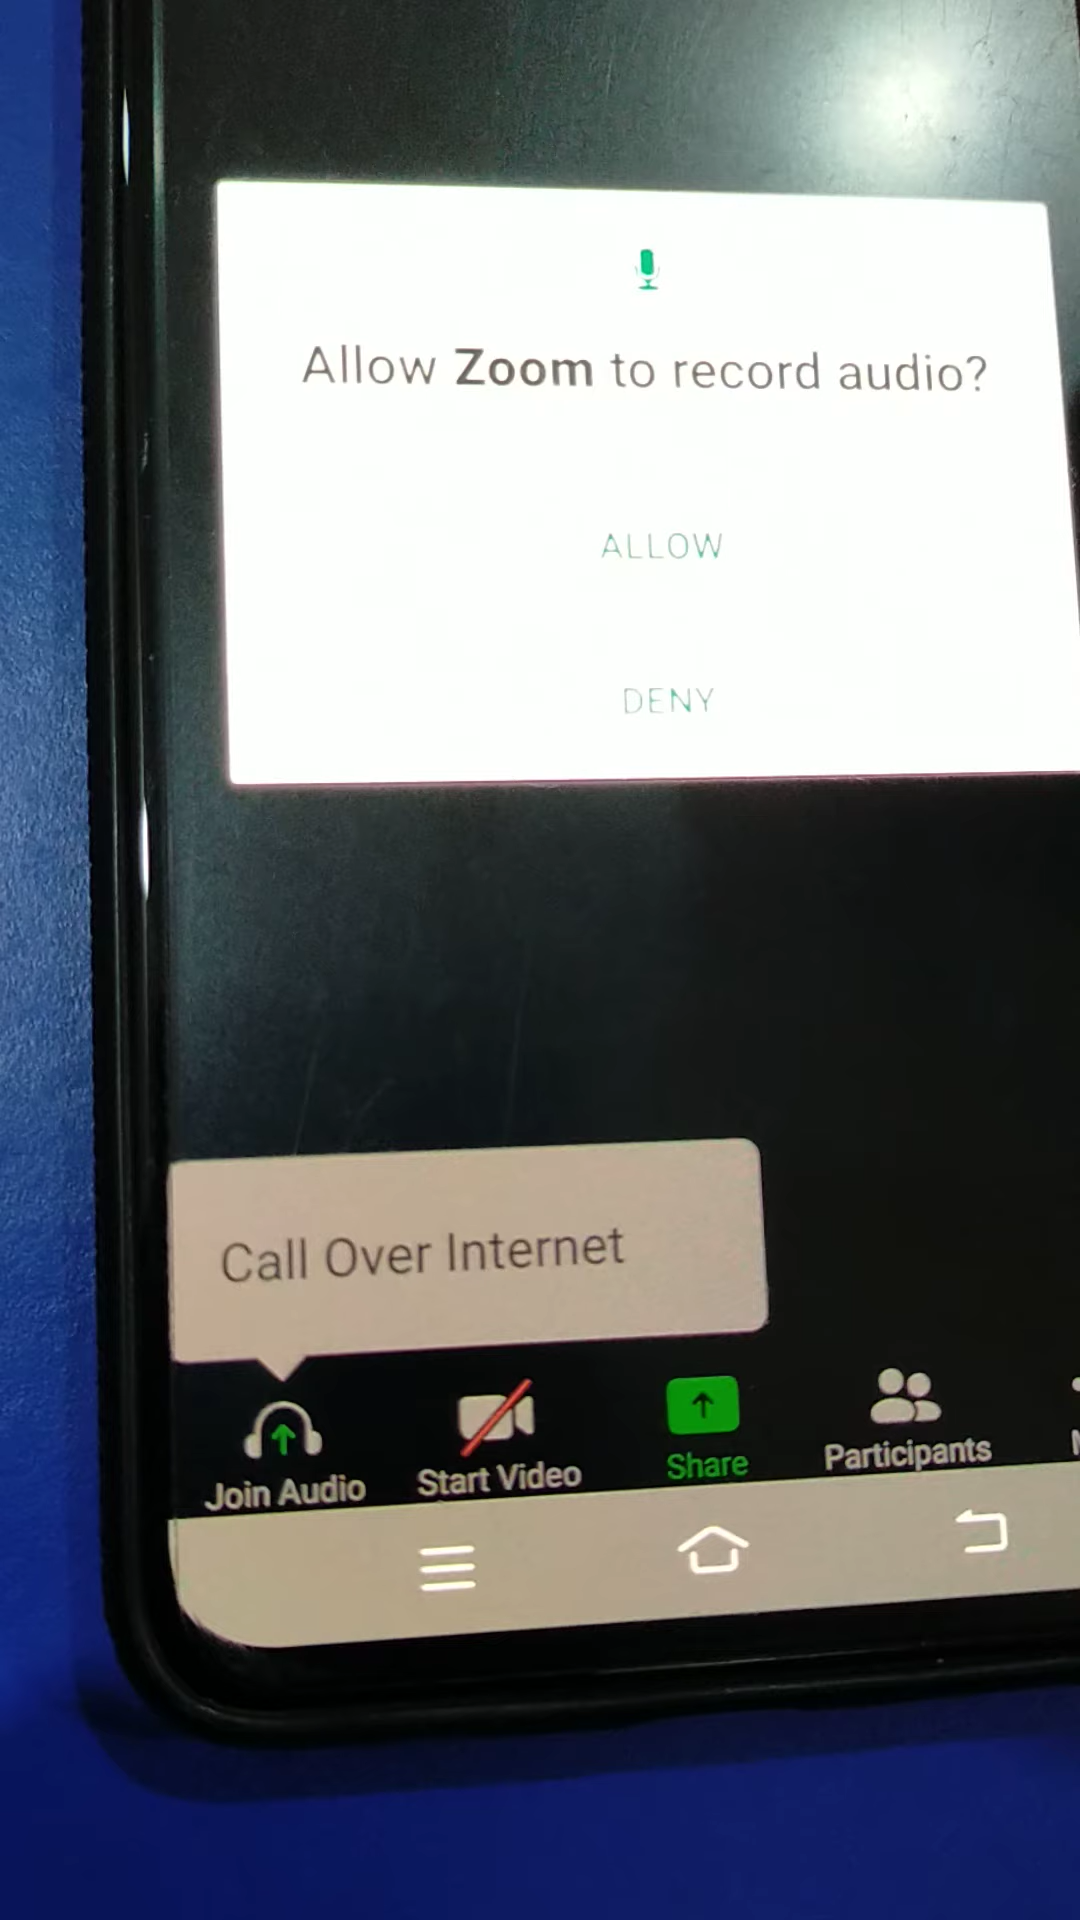 Allow Zoom to record audio?
ALLOW
DENY
Call Over Internet
Join Audio
Start Video
Share
Participants